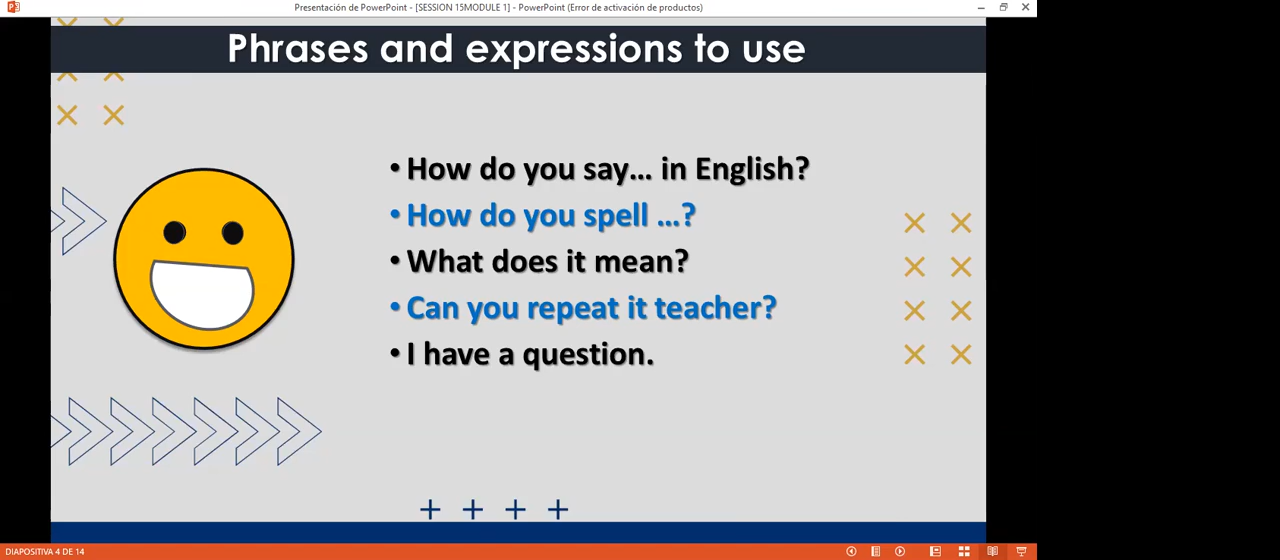 Presentación de PowerPoint - [SESSION 15MODULE 1] - PowerPoint (Error de activación de productos)
Phrases and expressions to use
• How do you say... in English?
• How do you spell ...?
• What does it mean?
• Can you repeat it teacher?
• I have a question.
DIAPOSITIVA 4 DE 14